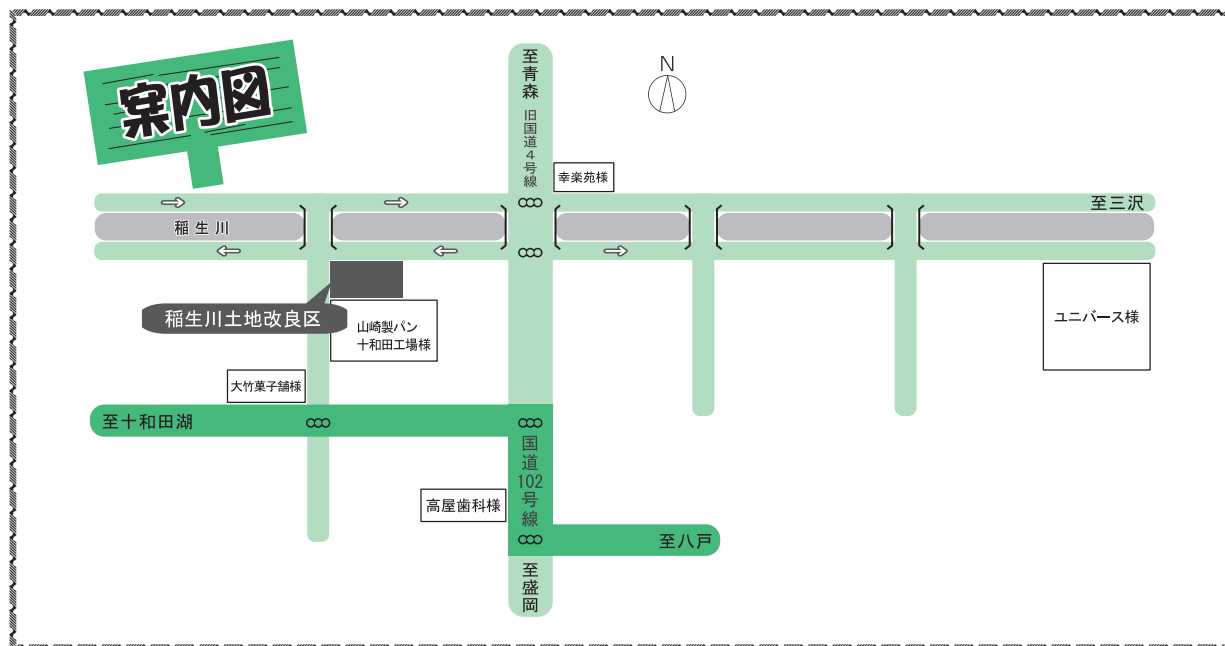 案内図
N
至青森
旧国道4号線
幸楽苑様
至三沢
稲生川
稲生川土地改良区
山崎製パン
十和田工場様
ユニバース様
大竹菓子舗様
至十和田湖
国道102号線
高屋歯科様
至八戸
至盛岡